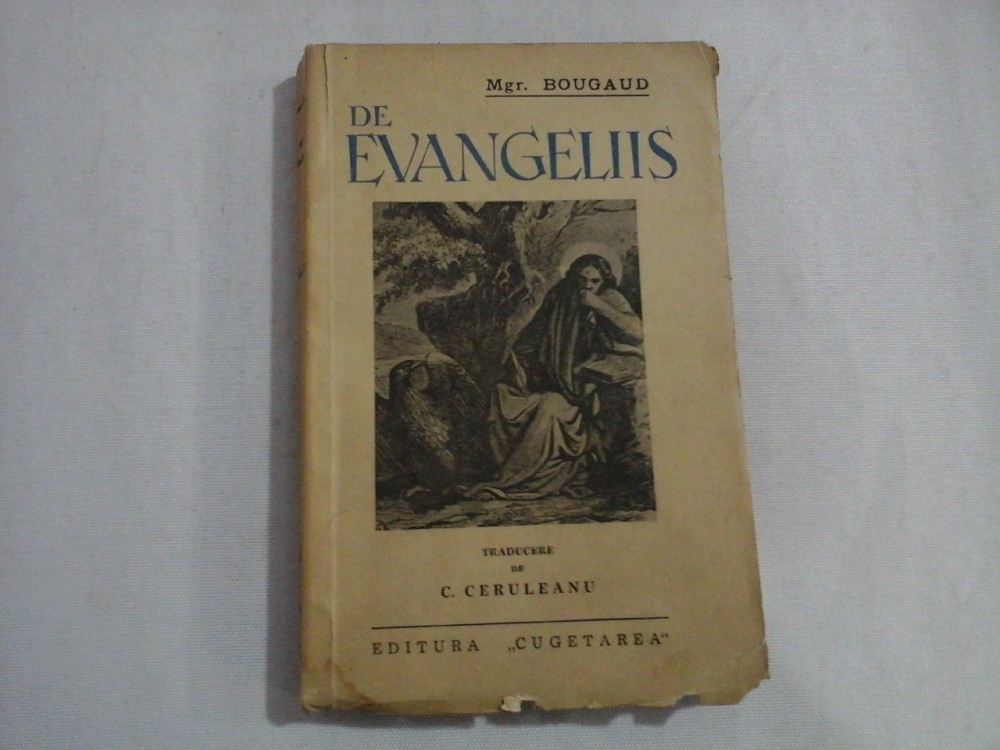 Mgr. BOUGAUD
DE
EVANGELIIS
TRADUCERE
DE
C. CERULEANU
EDITURA „CUGETAREA“